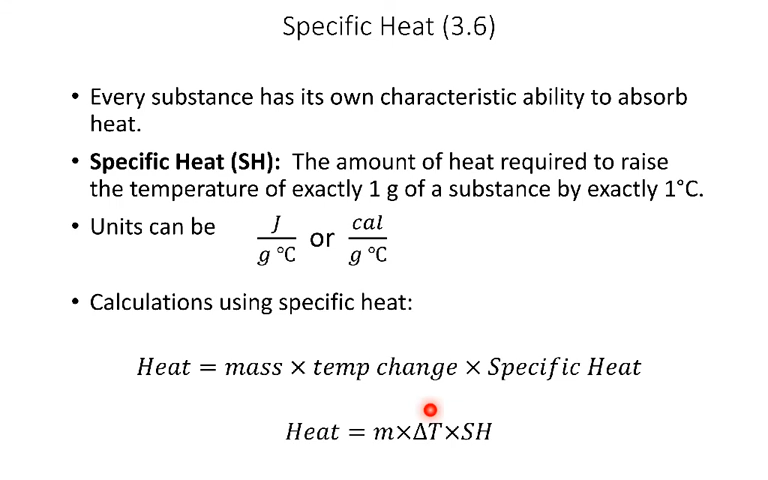 Specific Heat (3.6)
• Every substance has its own characteristic ability to absorb
heat.
• Specific Heat (SH): The amount of heat required to raise
the temperature of exactly 1 g of a substance by exactly 1°C.
• Units can be J/g °C or cal/g °C
• Calculations using specific heat:
Heat = mass × temp change × Specific Heat
Heat = m×ΔT×SH